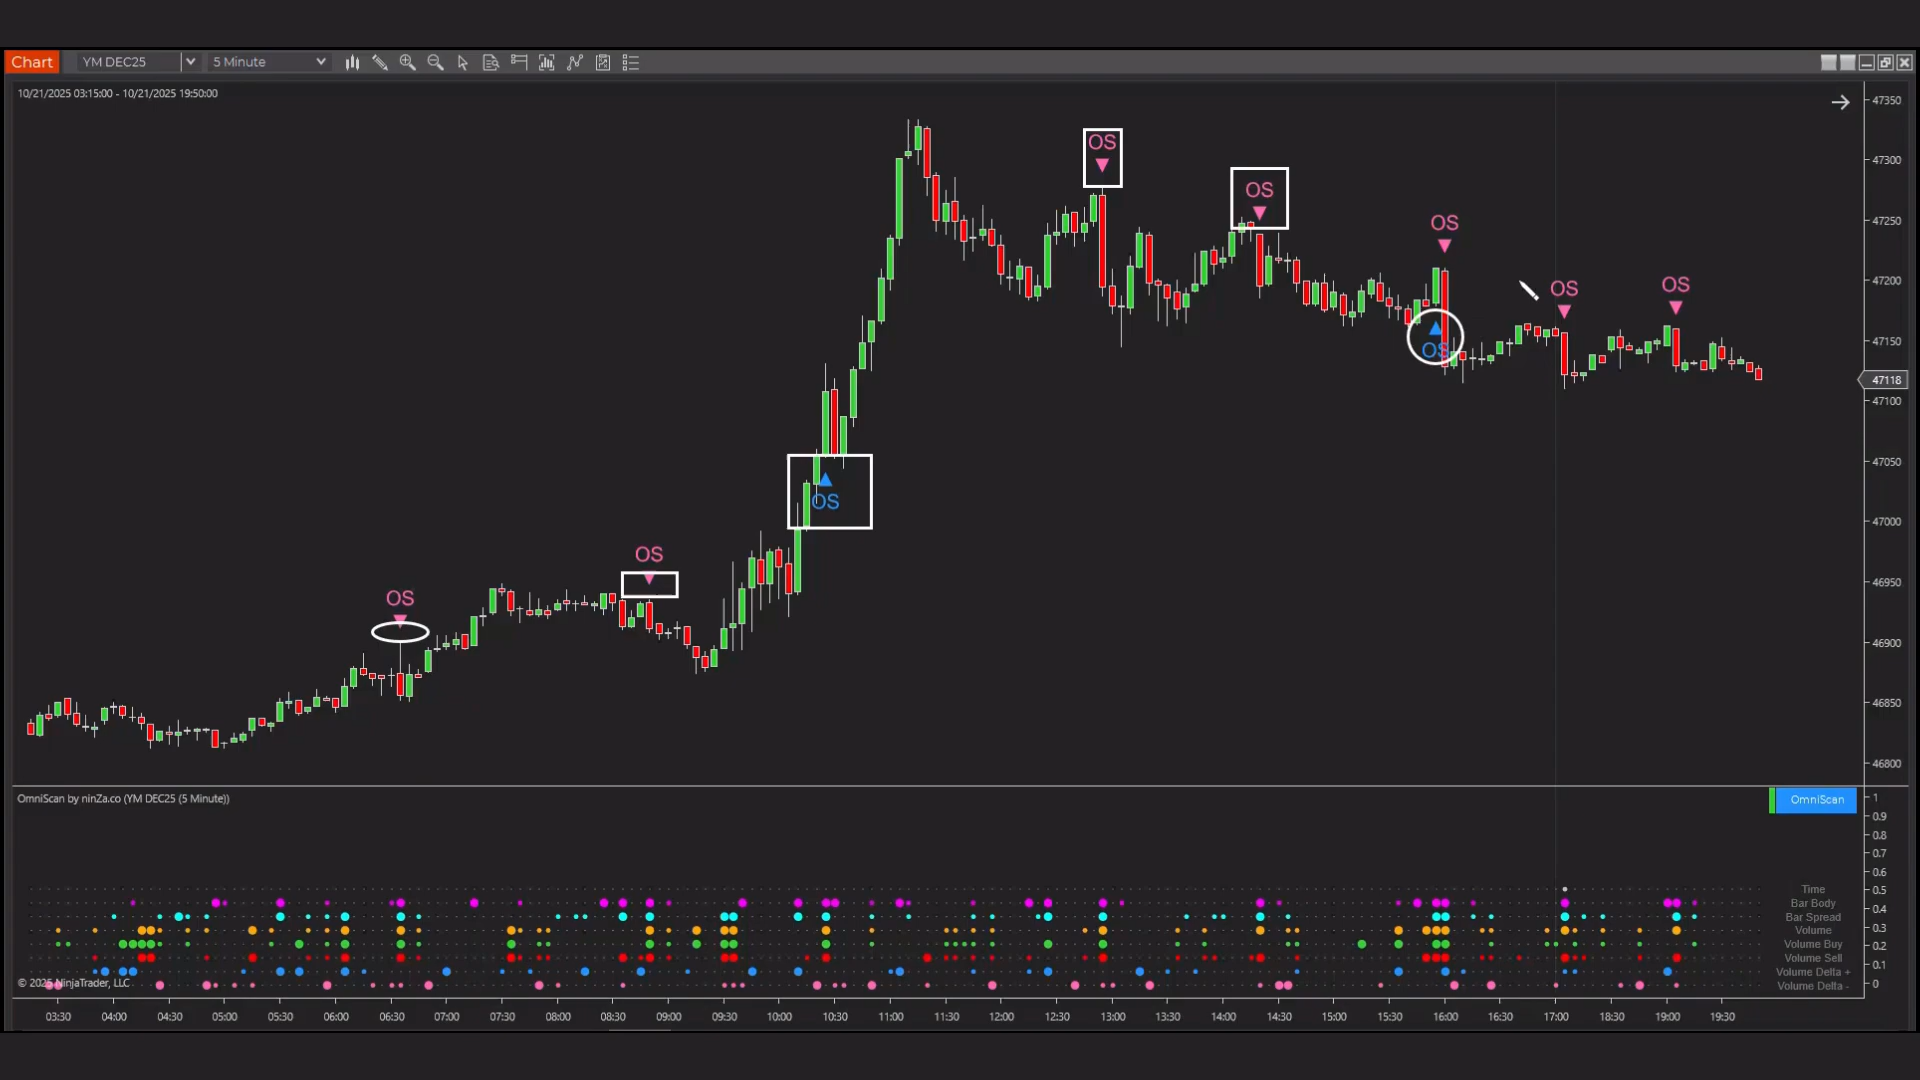 Chart YM DEC25 5 Minute
10/21/2025 03:15:00 - 10/21/2025 19:50:00
47350
OS
47300
OS
47250
OS
OS
OS
47200
47150
OS
47118
47100
47050
OS
47000
OS
46950
OS
46900
46850
46800
OmniScan by ninZa.co (YM DEC25 (5 Minute))
OmniScan
1
0.9
0.8
0.7
0.6
Time 0.5
Bar Body 0.4
Bar Spread
Volume 0.3
Volume Buy 0.2
Volume Sell 0.1
Volume Delta +
Volume Delta - 0
© 2025 NinjaTrader, LLC
03:30 04:00 04:30 05:00 05:30 06:00 06:30 07:00 07:30 08:00 08:30 09:00 09:30 10:00 10:30 11:00 11:30 12:00 12:30 13:00 13:30 14:00 14:30 15:00 15:30 16:00 16:30 17:00 18:30 19:00 19:30